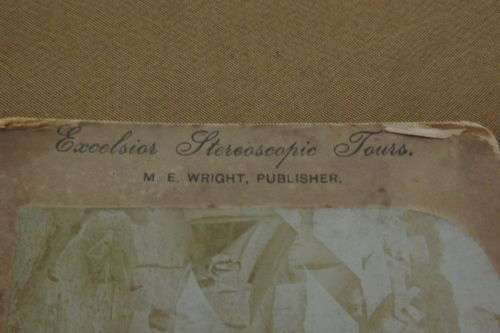 Excelsior Stereoscopic Tours.
M. E. WRIGHT, PUBLISHER.